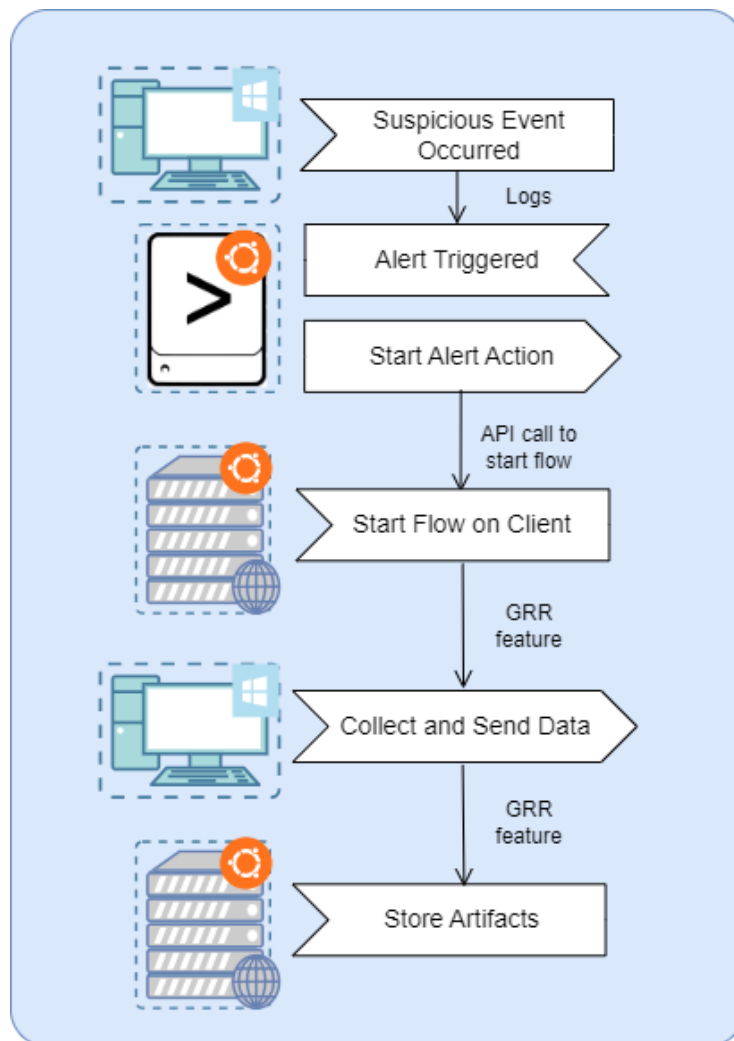 Suspicious Event
Occurred
Logs
>
Alert Triggered
Start Alert Action
API call to
start flow
Start Flow on Client
GRR
feature
Collect and Send Data
GRR
feature
Store Artifacts